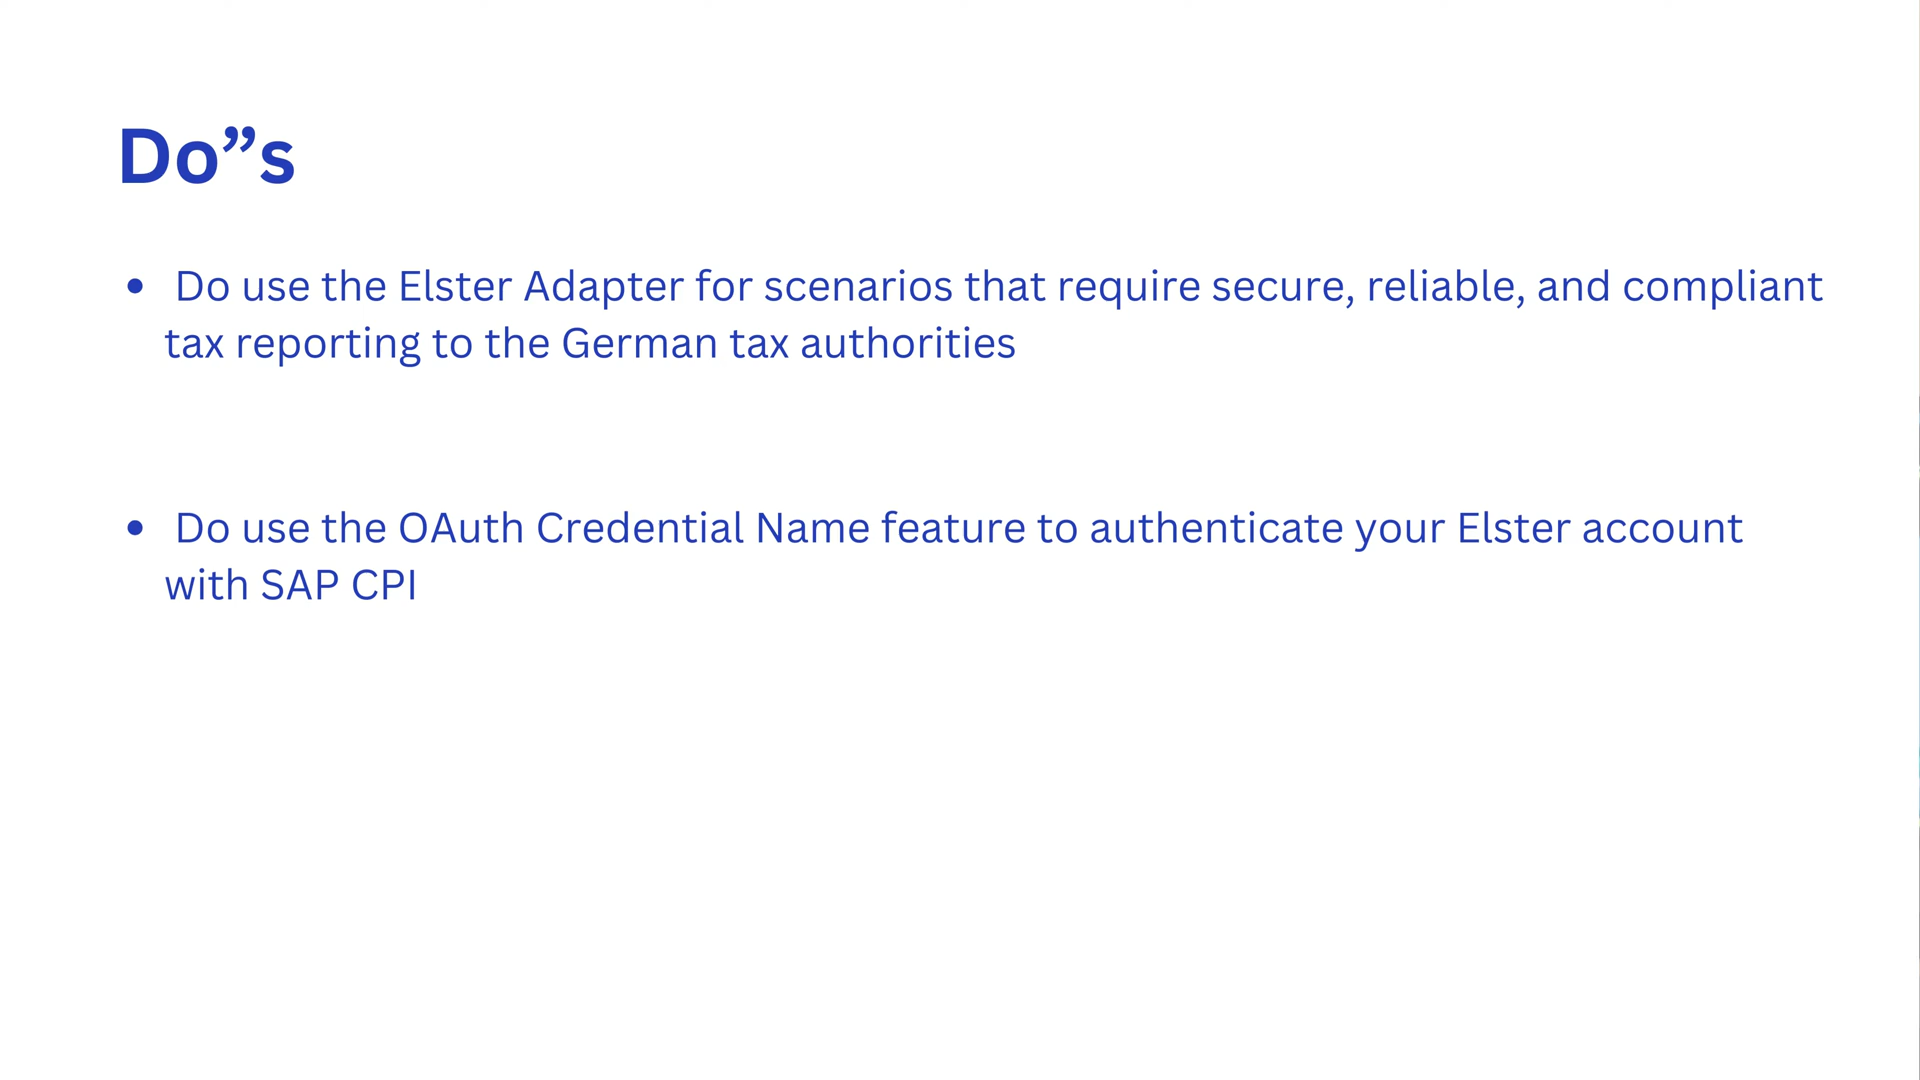 Do”s
• Do use the Elster Adapter for scenarios that require secure, reliable, and compliant
tax reporting to the German tax authorities
• Do use the OAuth Credential Name feature to authenticate your Elster account
with SAP CPI